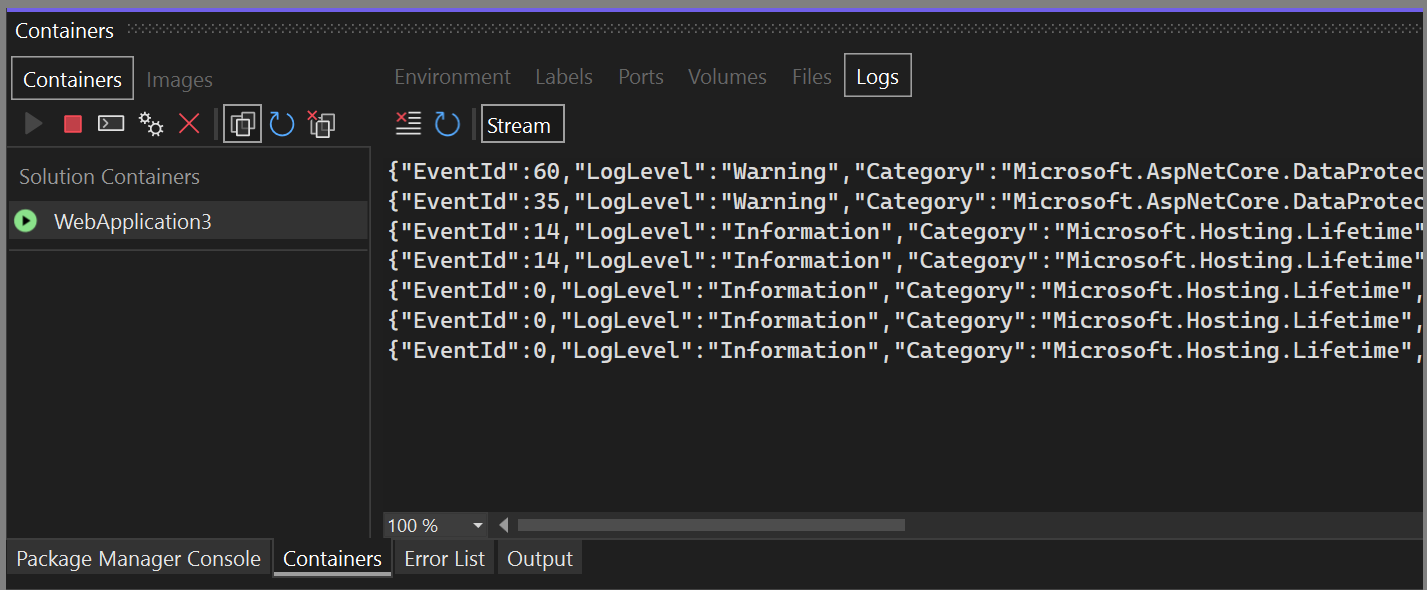 Containers
Containers Images
Environment Labels Ports Volumes Files Logs
Stream
Solution Containers
WebApplication3
{"EventId":60,"LogLevel":"Warning","Category":"Microsoft.AspNetCore.DataProtec
{"EventId":35,"LogLevel":"Warning","Category":"Microsoft.AspNetCore.DataProtec
{"EventId":14,"LogLevel":"Information","Category":"Microsoft.Hosting.Lifetime"
{"EventId":14,"LogLevel":"Information","Category":"Microsoft.Hosting.Lifetime"
{"EventId":0,"LogLevel":"Information","Category":"Microsoft.Hosting.Lifetime",
{"EventId":0,"LogLevel":"Information","Category":"Microsoft.Hosting.Lifetime",
{"EventId":0,"LogLevel":"Information","Category":"Microsoft.Hosting.Lifetime",
100 %
Package Manager Console Containers Error List Output